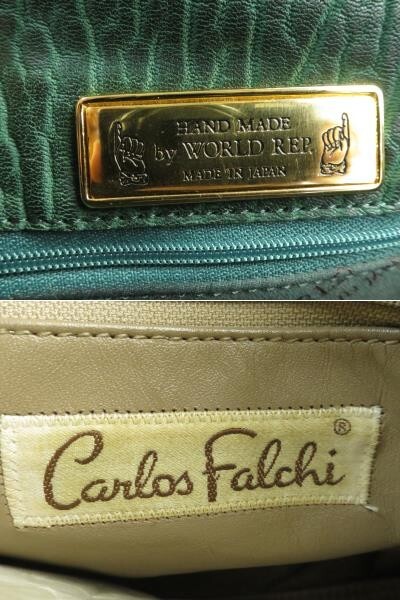 HAND MADE
by WORLD REP.
MADE IN JAPAN
Carlos Falchi ®